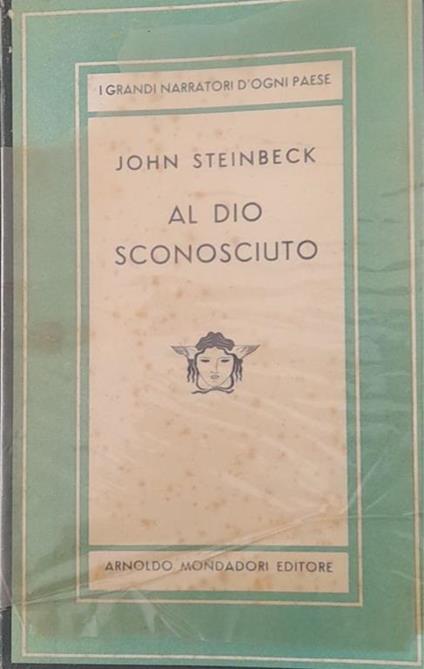 I GRANDI NARRATORI D'OGNI PAESE
JOHN STEINBECK
AL DIO
SCONOSCIUTO
ARNOLDO MONDADORI EDITORE